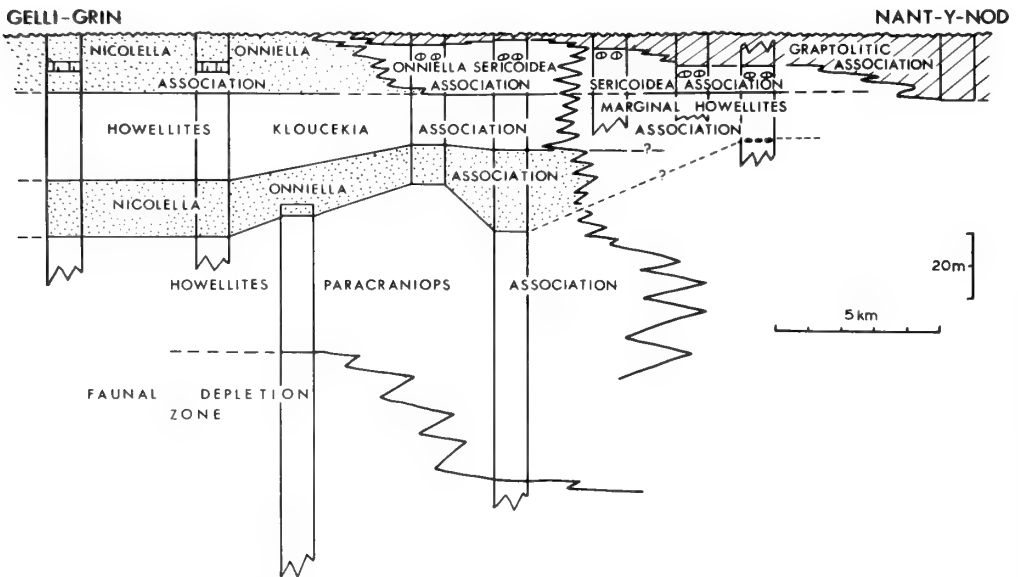 GELLI-GRIN NANT-Y-NOD
NICOLELLA ONNIELLA
ASSOCIATION
ONNIELLA SERICOIDEA
ASSOCIATION
GRAPTOLITIC
ASSOCIATION
SERICOIDEA ASSOCIATION
MARGINAL HOWELLITES
ASSOCIATION
HOWELLITES KLOUCEKIA ASSOCIATION
?
NICOLELLA ONNIELLA ASSOCIATION
?
HOWELLITES PARACRANIOPS ASSOCIATION
20m
5 km
FAUNAL DEPLETION
ZONE